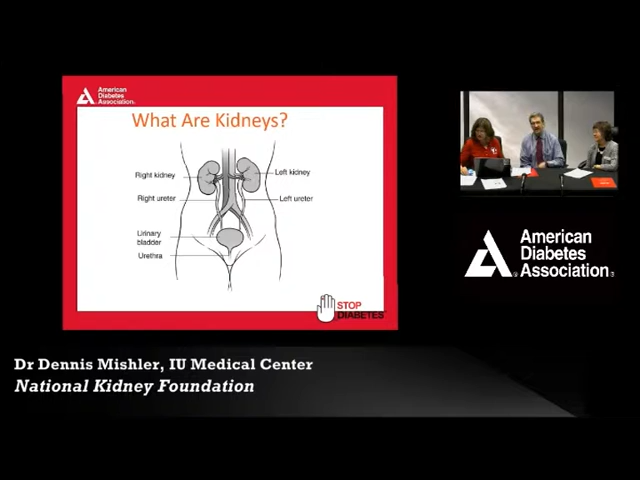 American
Diabetes
Association.
What Are Kidneys?
Right kidney
Left kidney
Right ureter
Left ureter
Urinary
bladder
Urethra
STOP
DIABETES
American
Diabetes
Association.
Dr Dennis Mishler, IU Medical Center
National Kidney Foundation